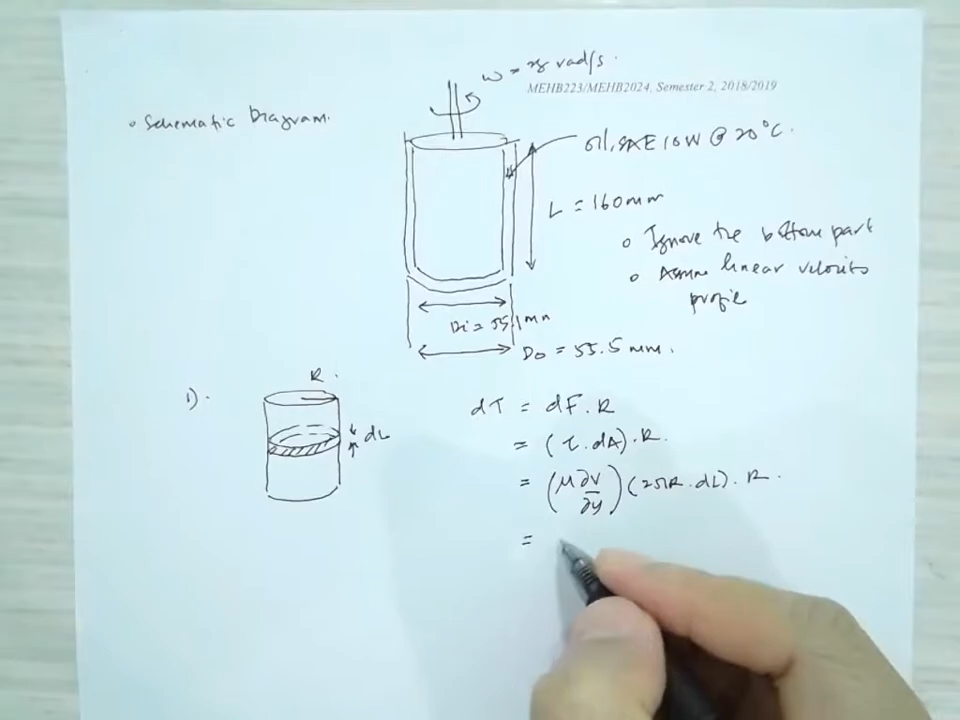 ω = rad/s.
MEHB223/MEHB2024, Semester 2, 2018/2019
• Schematic Diagram.
oil, SAE 10W @ 20°C.
L = 160mm
o Ignore the bottom part
o Assume linear velocity
profile
Di = 55.1mm
Do = 55.5 mm.
1).
R.
dL
dT = dF.R
= (τ.dA).R.
= (μ ∂V/∂y)(2πR.dL).R.
=